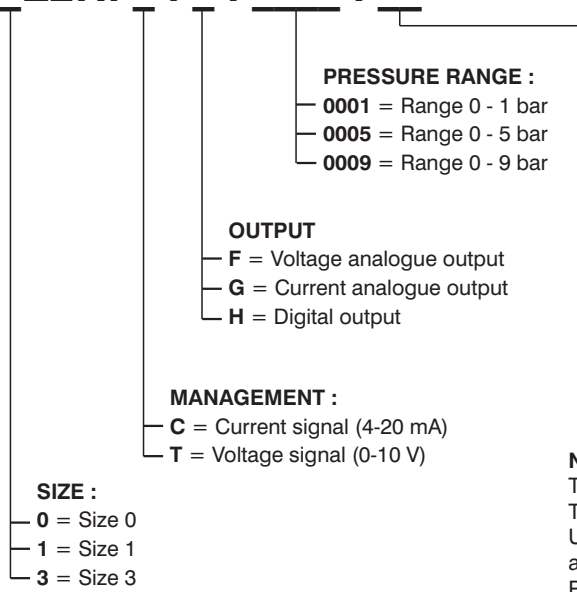 PRESSURE RANGE :
0001 = Range 0 - 1 bar
0005 = Range 0 - 5 bar
0009 = Range 0 - 9 bar
OUTPUT
F = Voltage analogue output
G = Current analogue output
H = Digital output
MANAGEMENT :
C = Current signal (4-20 mA)
T = Voltage signal (0-10 V)
SIZE :
0 = Size 0
1 = Size 1
3 = Size 3